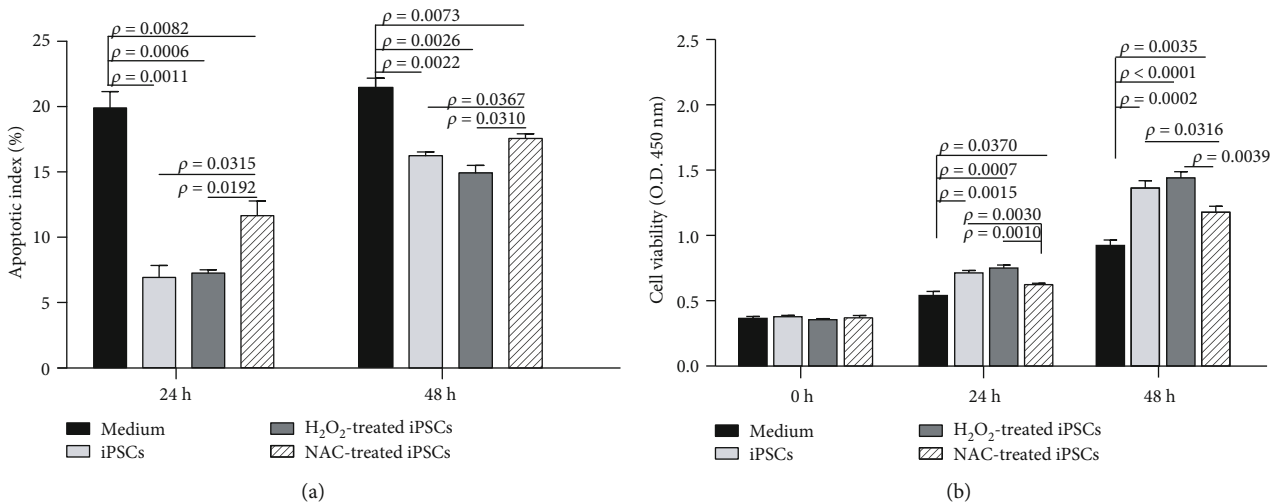 ρ = 0.0082
ρ = 0.0006
ρ = 0.0011
ρ = 0.0073
ρ = 0.0026
ρ = 0.0022
ρ = 0.0367
ρ = 0.0310
ρ = 0.0315
ρ = 0.0192
25
20
15
10
5
0
Apoptotic index (%)
24 h
48 h
Medium
iPSCs
H₂O₂-treated iPSCs
NAC-treated iPSCs
(a)
ρ = 0.0035
ρ < 0.0001
ρ = 0.0002
ρ = 0.0316
ρ = 0.0039
ρ = 0.0370
ρ = 0.0007
ρ = 0.0015
ρ = 0.0030
ρ = 0.0010
2.5
2.0
1.5
1.0
0.5
0.0
Cell viability (O.D. 450 nm)
0 h
24 h
48 h
Medium
iPSCs
H₂O₂-treated iPSCs
NAC-treated iPSCs
(b)